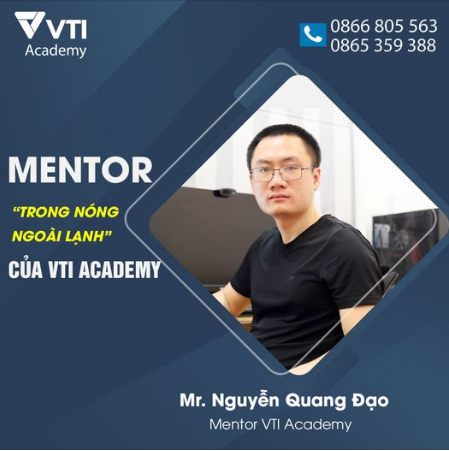 VTI
Academy
0866 805 563
0865 359 388
MENTOR
“TRONG NÓNG
NGOÀI LẠNH”
CỦA VTI ACADEMY
Mr. Nguyễn Quang Đạo
Mentor VTI Academy